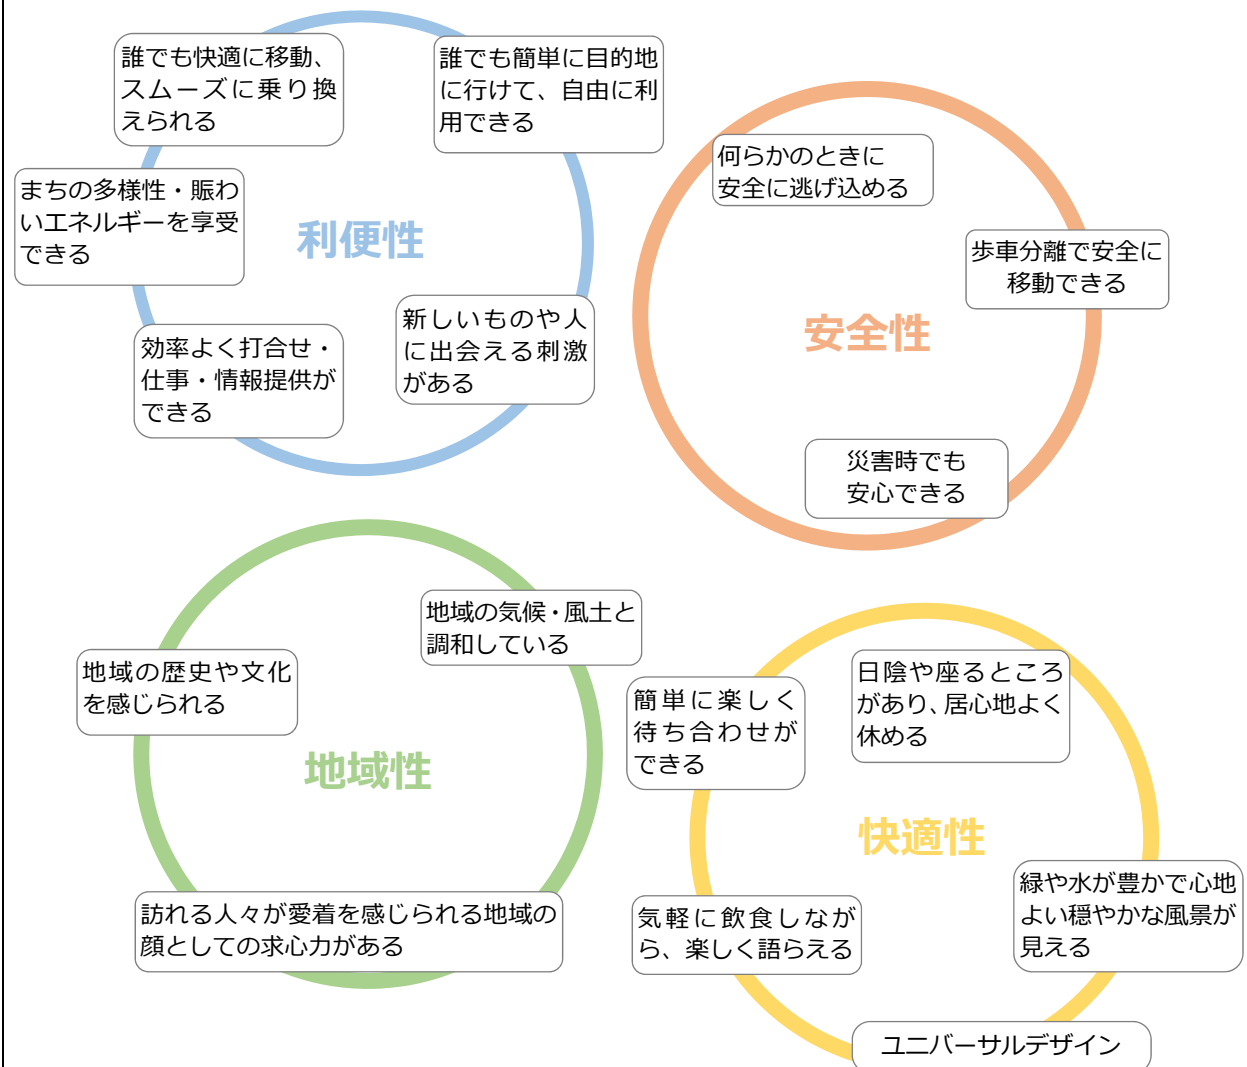 誰でも快適に移動、
スムーズに乗り換
えられる
誰でも簡単に目的地
に行けて、自由に利
用できる
まちの多様性・賑わ
いエネルギーを享受
できる
利便性
新しいものや人
に出会える刺激
がある
効率よく打合せ・
仕事・情報提供が
できる
何らかのときに
安全に逃げ込める
歩車分離で安全に
移動できる
安全性
災害時でも
安心できる
地域の気候・風土と
調和している
地域の歴史や文化
を感じられる
地域性
訪れる人々が愛着を感じられる地域の
顔としての求心力がある
日陰や座るところ
があり、居心地よく
休める
簡単に楽しく
待ち合わせが
できる
快適性
緑や水が豊かで心地
よい穏やかな風景が
見える
気軽に飲食しなが
ら、楽しく語らえる
ユニバーサルデザイン